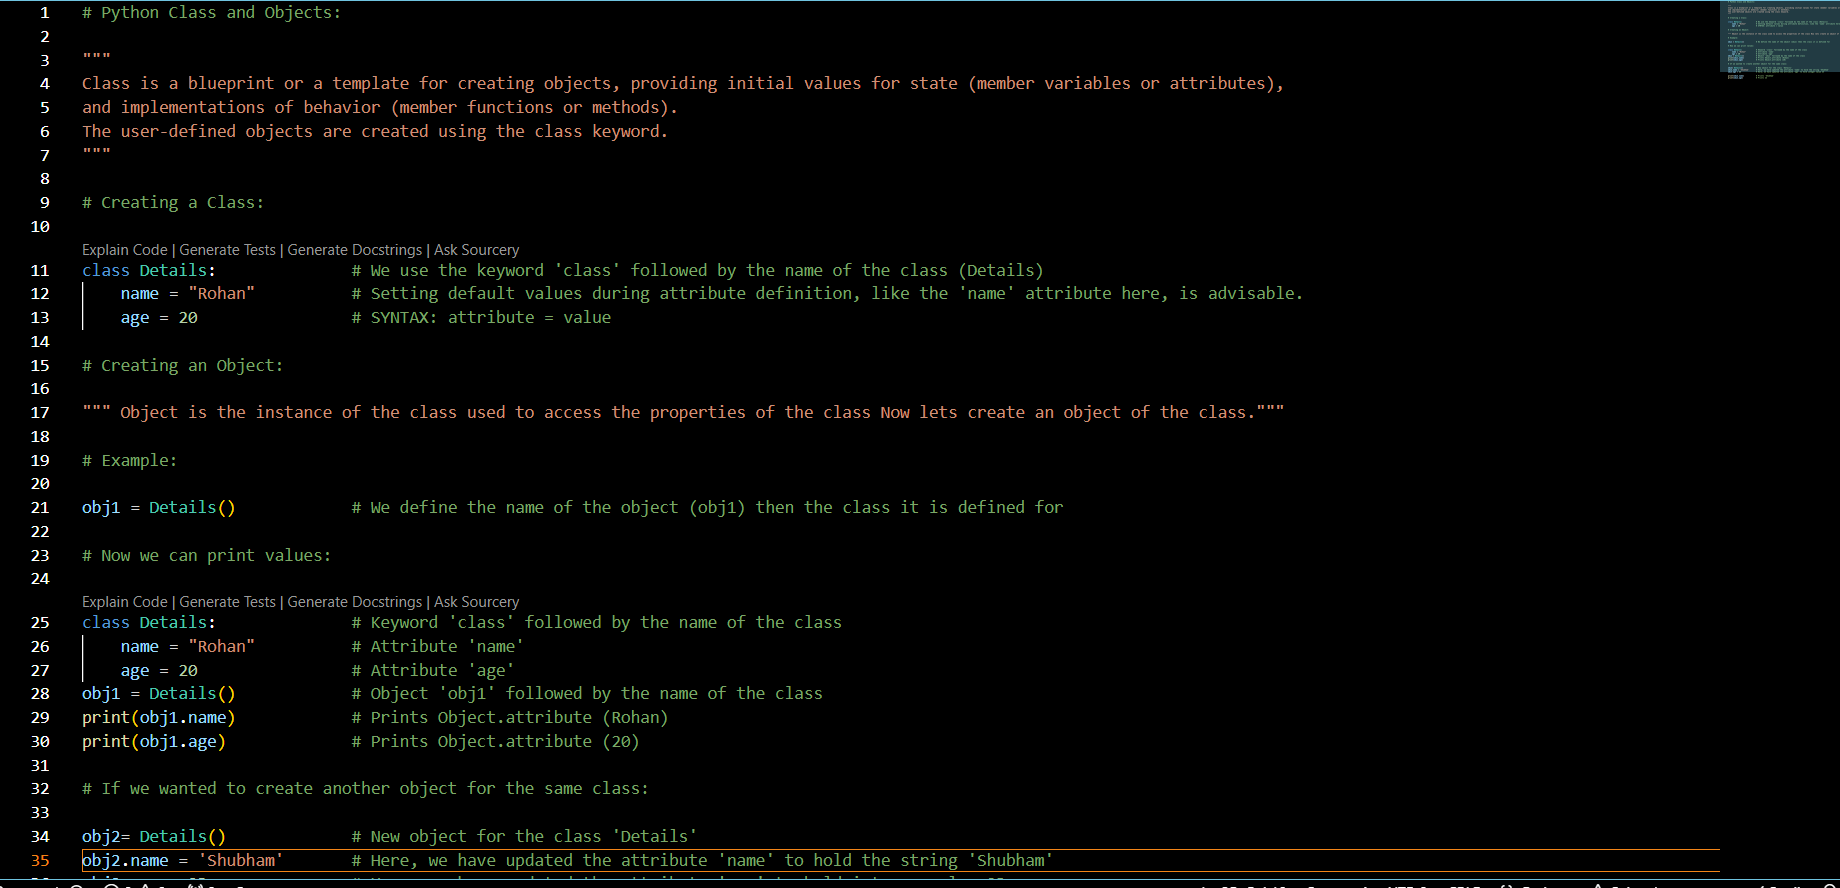 1 # Python Class and Objects:
2
3 """
4 Class is a blueprint or a template for creating objects, providing initial values for state (member variables or attributes),
5 and implementations of behavior (member functions or methods).
6 The user-defined objects are created using the class keyword.
7 """
8
9 # Creating a Class:
10
Explain Code | Generate Tests | Generate Docstrings | Ask Sourcery
11 class Details: # We use the keyword 'class' followed by the name of the class (Details)
12 name = "Rohan" # Setting default values during attribute definition, like the 'name' attribute here, is advisable.
13 age = 20 # SYNTAX: attribute = value
14
15 # Creating an Object:
16
17 """ Object is the instance of the class used to access the properties of the class Now lets create an object of the class."""
18
19 # Example:
20
21 obj1 = Details() # We define the name of the object (obj1) then the class it is defined for
22
23 # Now we can print values:
24
Explain Code | Generate Tests | Generate Docstrings | Ask Sourcery
25 class Details: # Keyword 'class' followed by the name of the class
26 name = "Rohan" # Attribute 'name'
27 age = 20 # Attribute 'age'
28 obj1 = Details() # Object 'obj1' followed by the name of the class
29 print(obj1.name) # Prints Object.attribute (Rohan)
30 print(obj1.age) # Prints Object.attribute (20)
31
32 # If we wanted to create another object for the same class:
33
34 obj2= Details() # New object for the class 'Details'
35 obj2.name = 'Shubham' # Here, we have updated the attribute 'name' to hold the string 'Shubham'